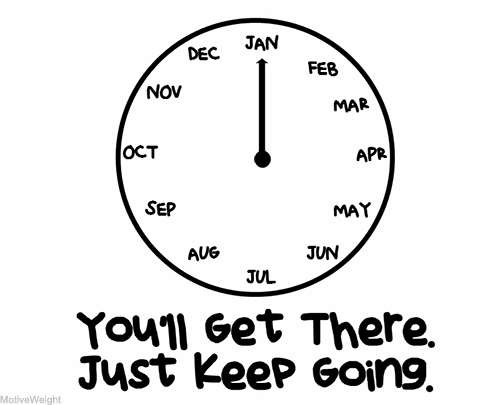 JAN
FEB
MAR
APR
MAY
JUN
JUL
AUG
SEP
OCT
NOV
DEC
You'll Get There.
Just Keep Going.
MotiveWeight